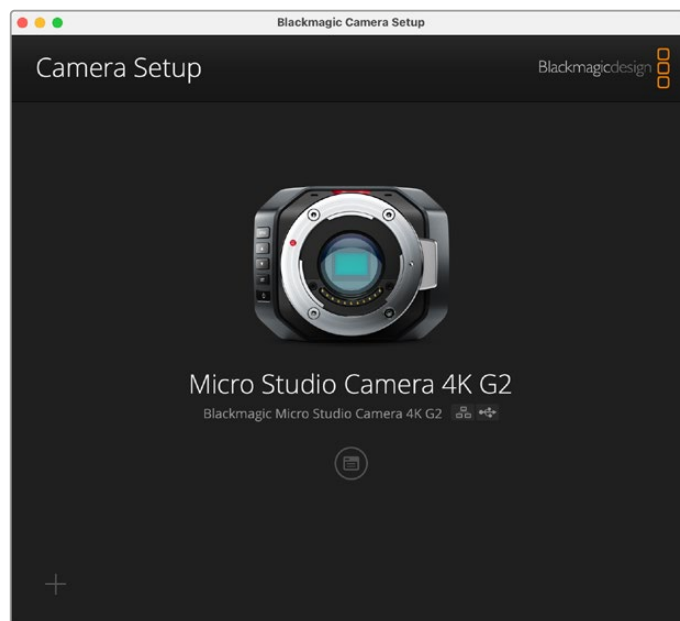 Blackmagic Camera Setup
Camera Setup
Blackmagicdesign
Micro Studio Camera 4K G2
Blackmagic Micro Studio Camera 4K G2